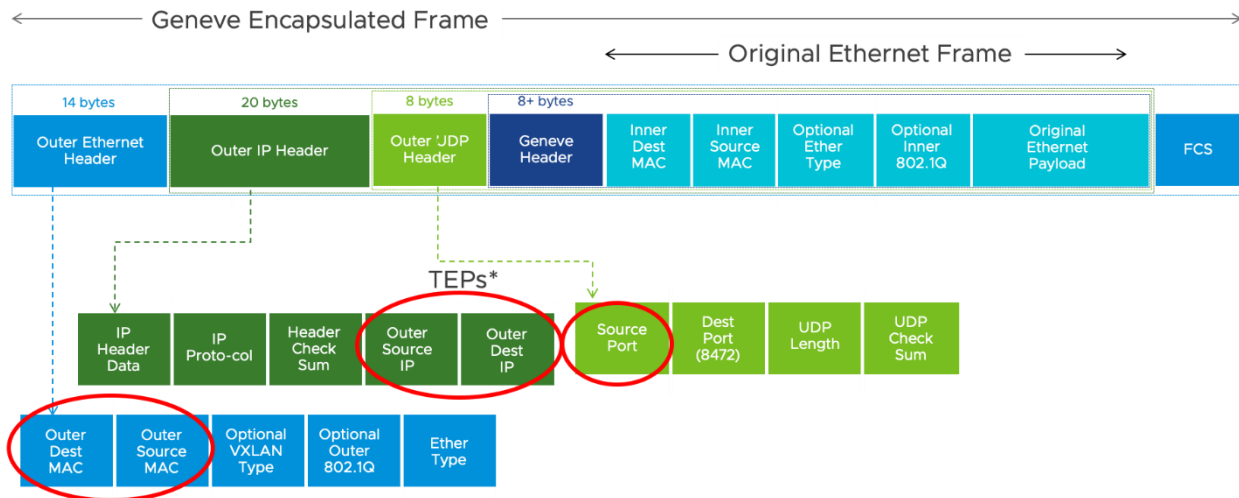 Geneve Encapsulated Frame
Original Ethernet Frame
14 bytes
20 bytes
8 bytes
8+ bytes
Outer Ethernet
Header
Outer IP Header
Outer 'JDP
Header
Geneve
Header
Inner
Dest
MAC
Inner
Source
MAC
Optional
Ether
Type
Optional
Inner
802.1Q
Original
Ethernet
Payload
FCS
TEPs*
IP
Header
Data
IP
Proto-col
Header
Check
Sum
Outer
Source
IP
Outer
Dest
IP
Source
Port
Dest
Port
(8472)
UDP
Length
UDP
Check
Sum
Outer
Dest
MAC
Outer
Source
MAC
Optional
VXLAN
Type
Optional
Outer
802.1Q
Ether
Type